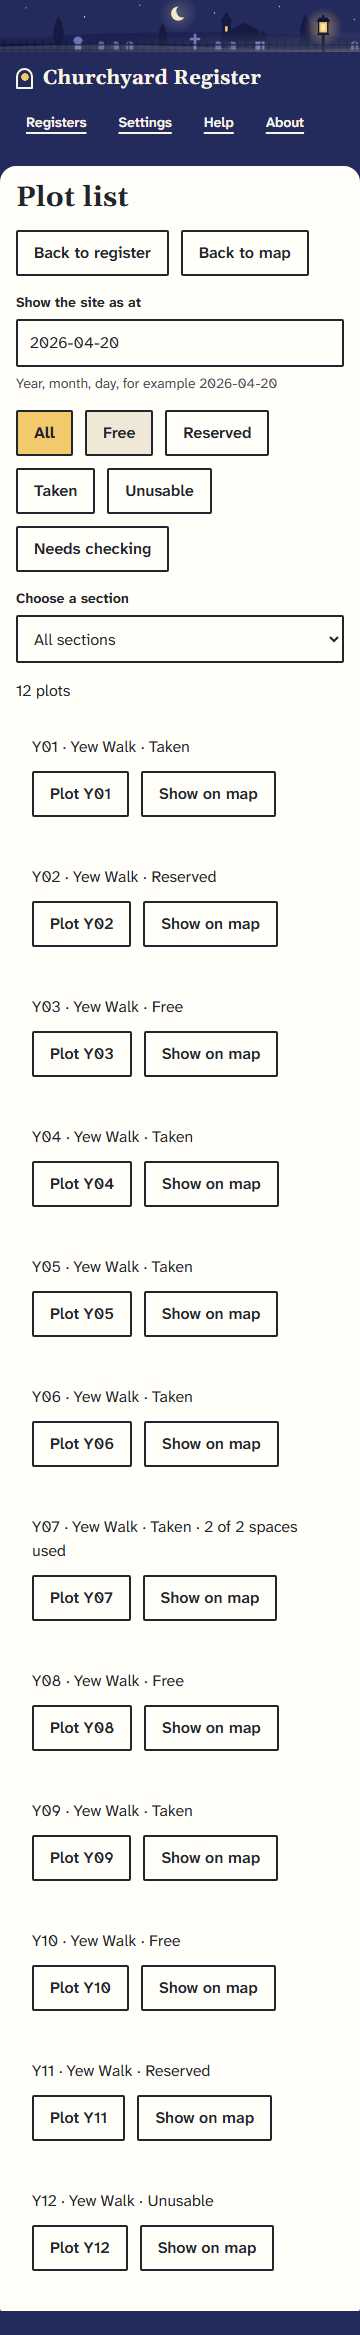 Churchyard Register
Registers Settings Help About
Plot list
Back to register Back to map
Show the site as at
2026-04-20
Year, month, day, for example 2026-04-20
All Free Reserved
Taken Unusable
Needs checking
Choose a section
All sections
12 plots
Y01 · Yew Walk · Taken
Plot Y01 Show on map
Y02 · Yew Walk · Reserved
Plot Y02 Show on map
Y03 · Yew Walk · Free
Plot Y03 Show on map
Y04 · Yew Walk · Taken
Plot Y04 Show on map
Y05 · Yew Walk · Taken
Plot Y05 Show on map
Y06 · Yew Walk · Taken
Plot Y06 Show on map
Y07 · Yew Walk · Taken · 2 of 2 spaces
used
Plot Y07 Show on map
Y08 · Yew Walk · Free
Plot Y08 Show on map
Y09 · Yew Walk · Taken
Plot Y09 Show on map
Y10 · Yew Walk · Free
Plot Y10 Show on map
Y11 · Yew Walk · Reserved
Plot Y11 Show on map
Y12 · Yew Walk · Unusable
Plot Y12 Show on map